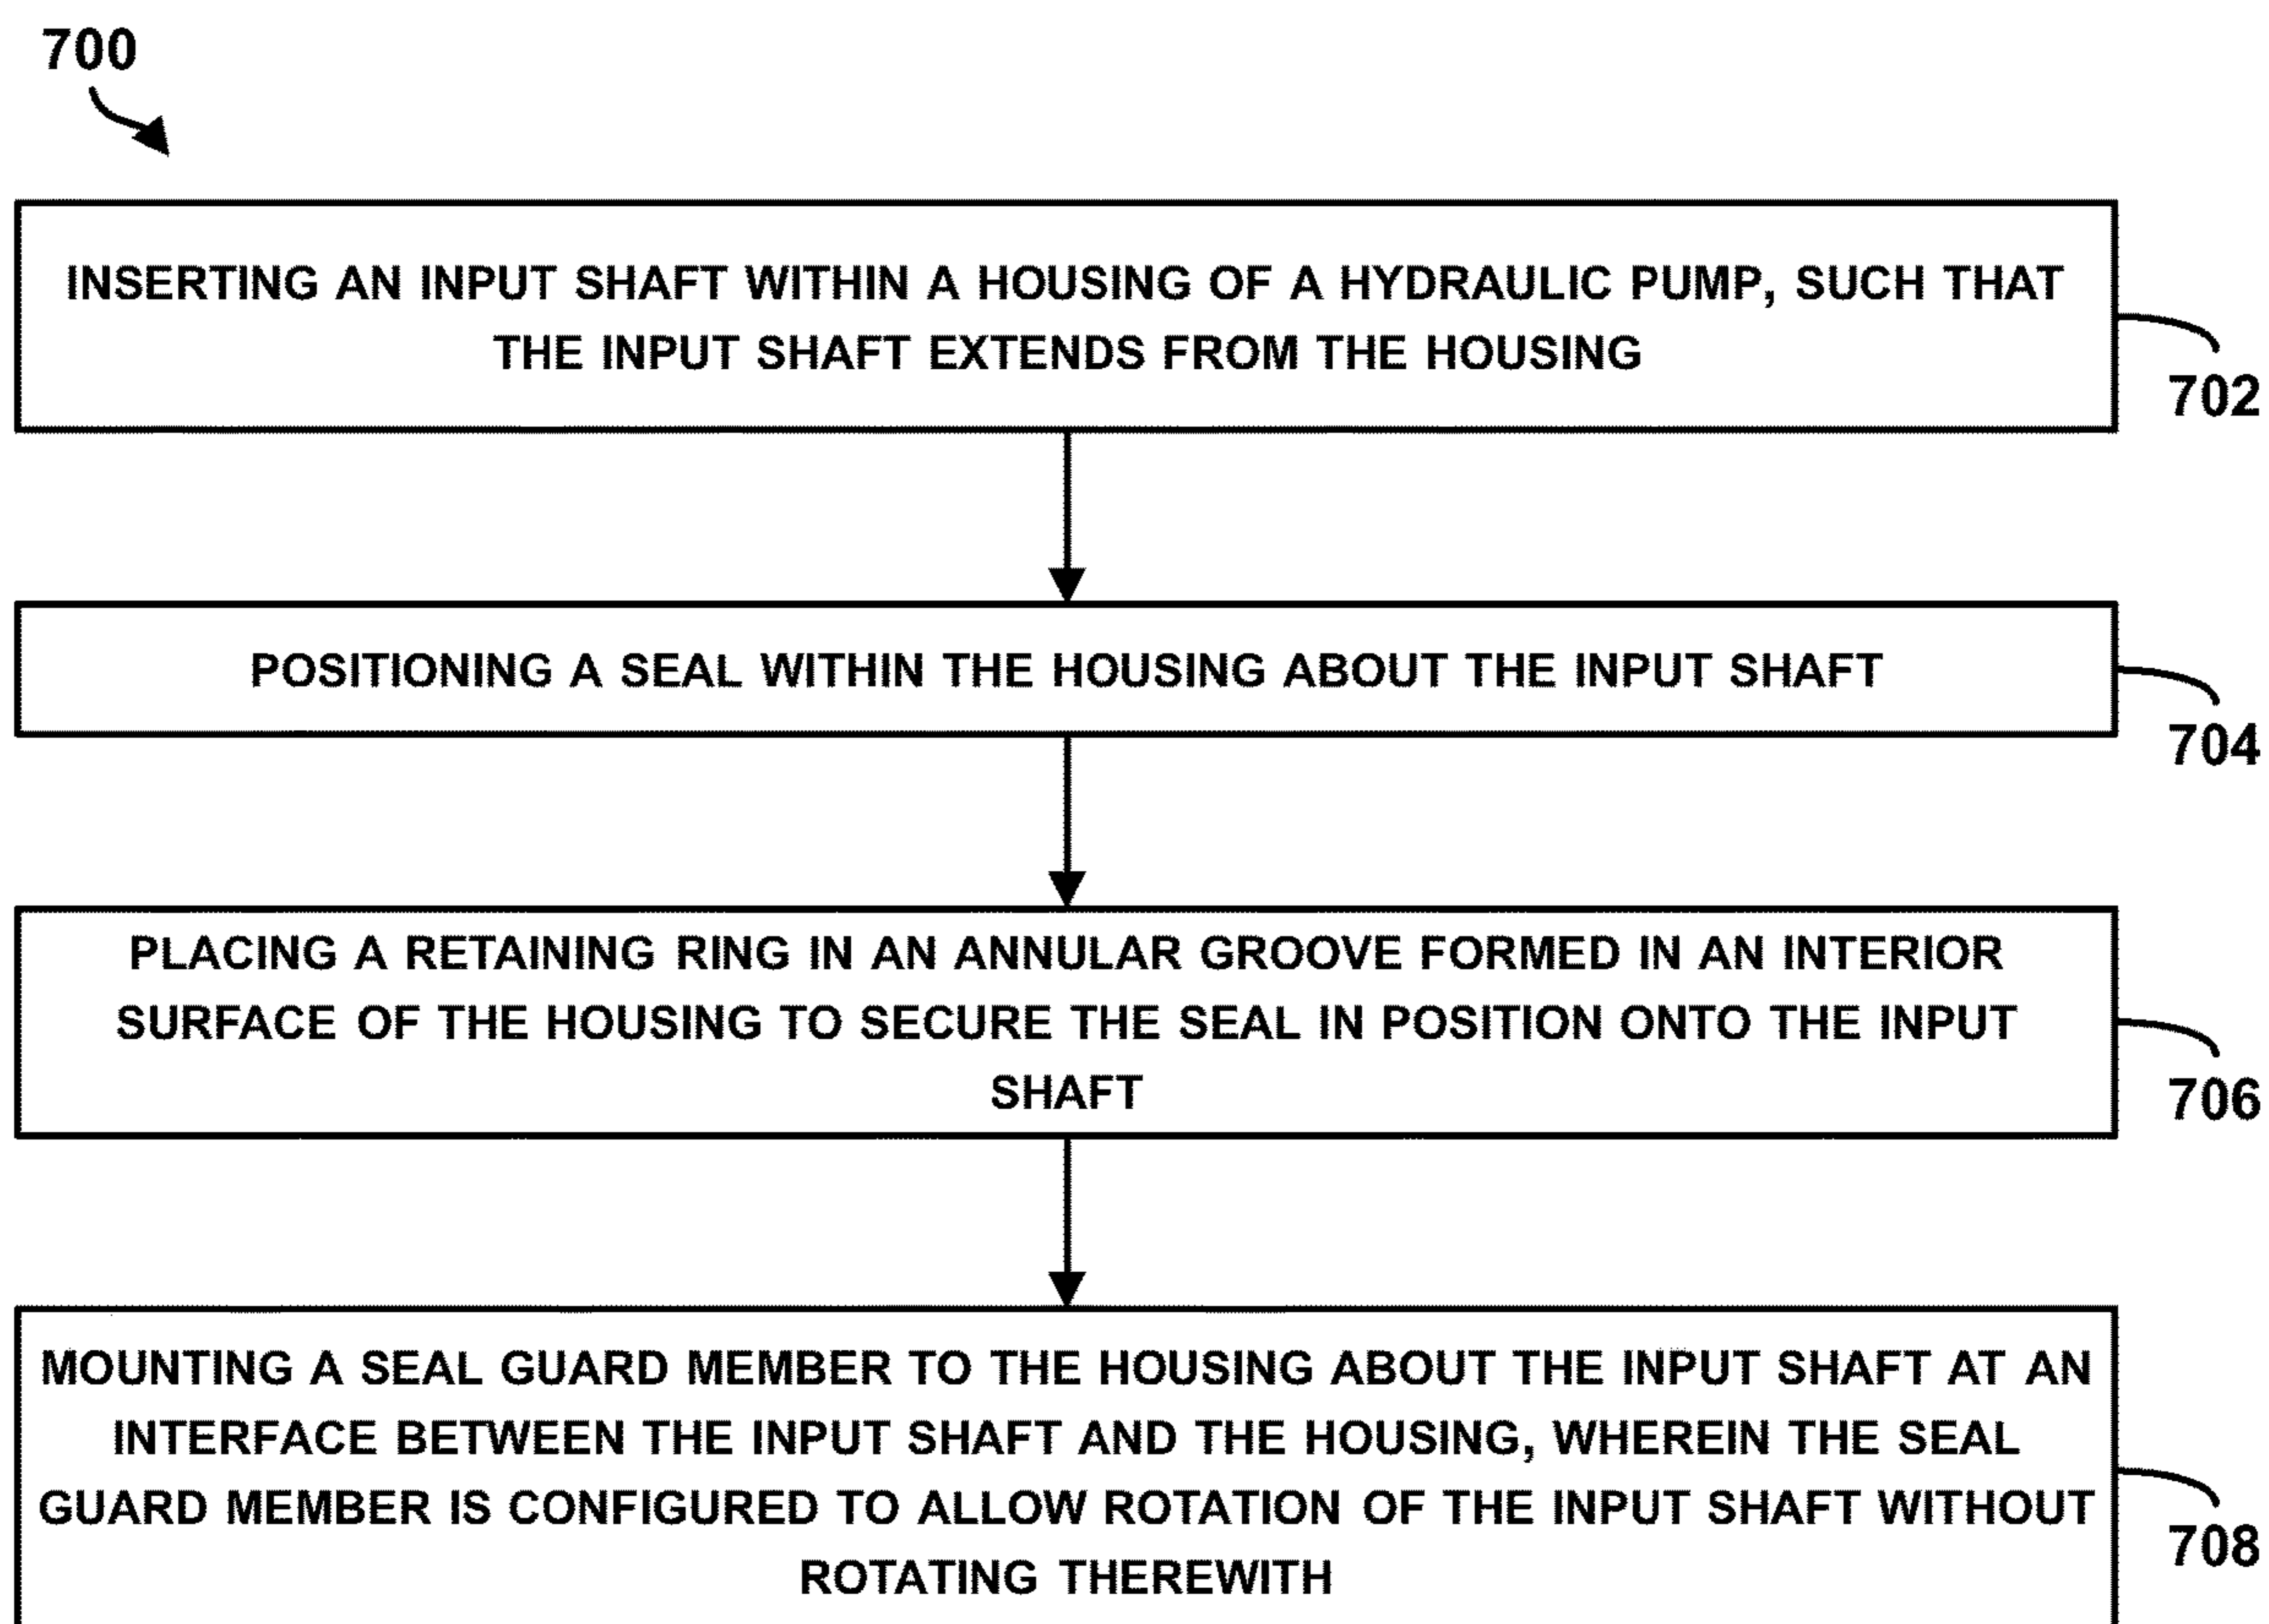 700
INSERTING AN INPUT SHAFT WITHIN A HOUSING OF A HYDRAULIC PUMP, SUCH THAT
THE INPUT SHAFT EXTENDS FROM THE HOUSING
702
POSITIONING A SEAL WITHIN THE HOUSING ABOUT THE INPUT SHAFT
704
PLACING A RETAINING RING IN AN ANNULAR GROOVE FORMED IN AN INTERIOR
SURFACE OF THE HOUSING TO SECURE THE SEAL IN POSITION ONTO THE INPUT
SHAFT
706
MOUNTING A SEAL GUARD MEMBER TO THE HOUSING ABOUT THE INPUT SHAFT AT AN
INTERFACE BETWEEN THE INPUT SHAFT AND THE HOUSING, WHEREIN THE SEAL
GUARD MEMBER IS CONFIGURED TO ALLOW ROTATION OF THE INPUT SHAFT WITHOUT
ROTATING THEREWITH
708